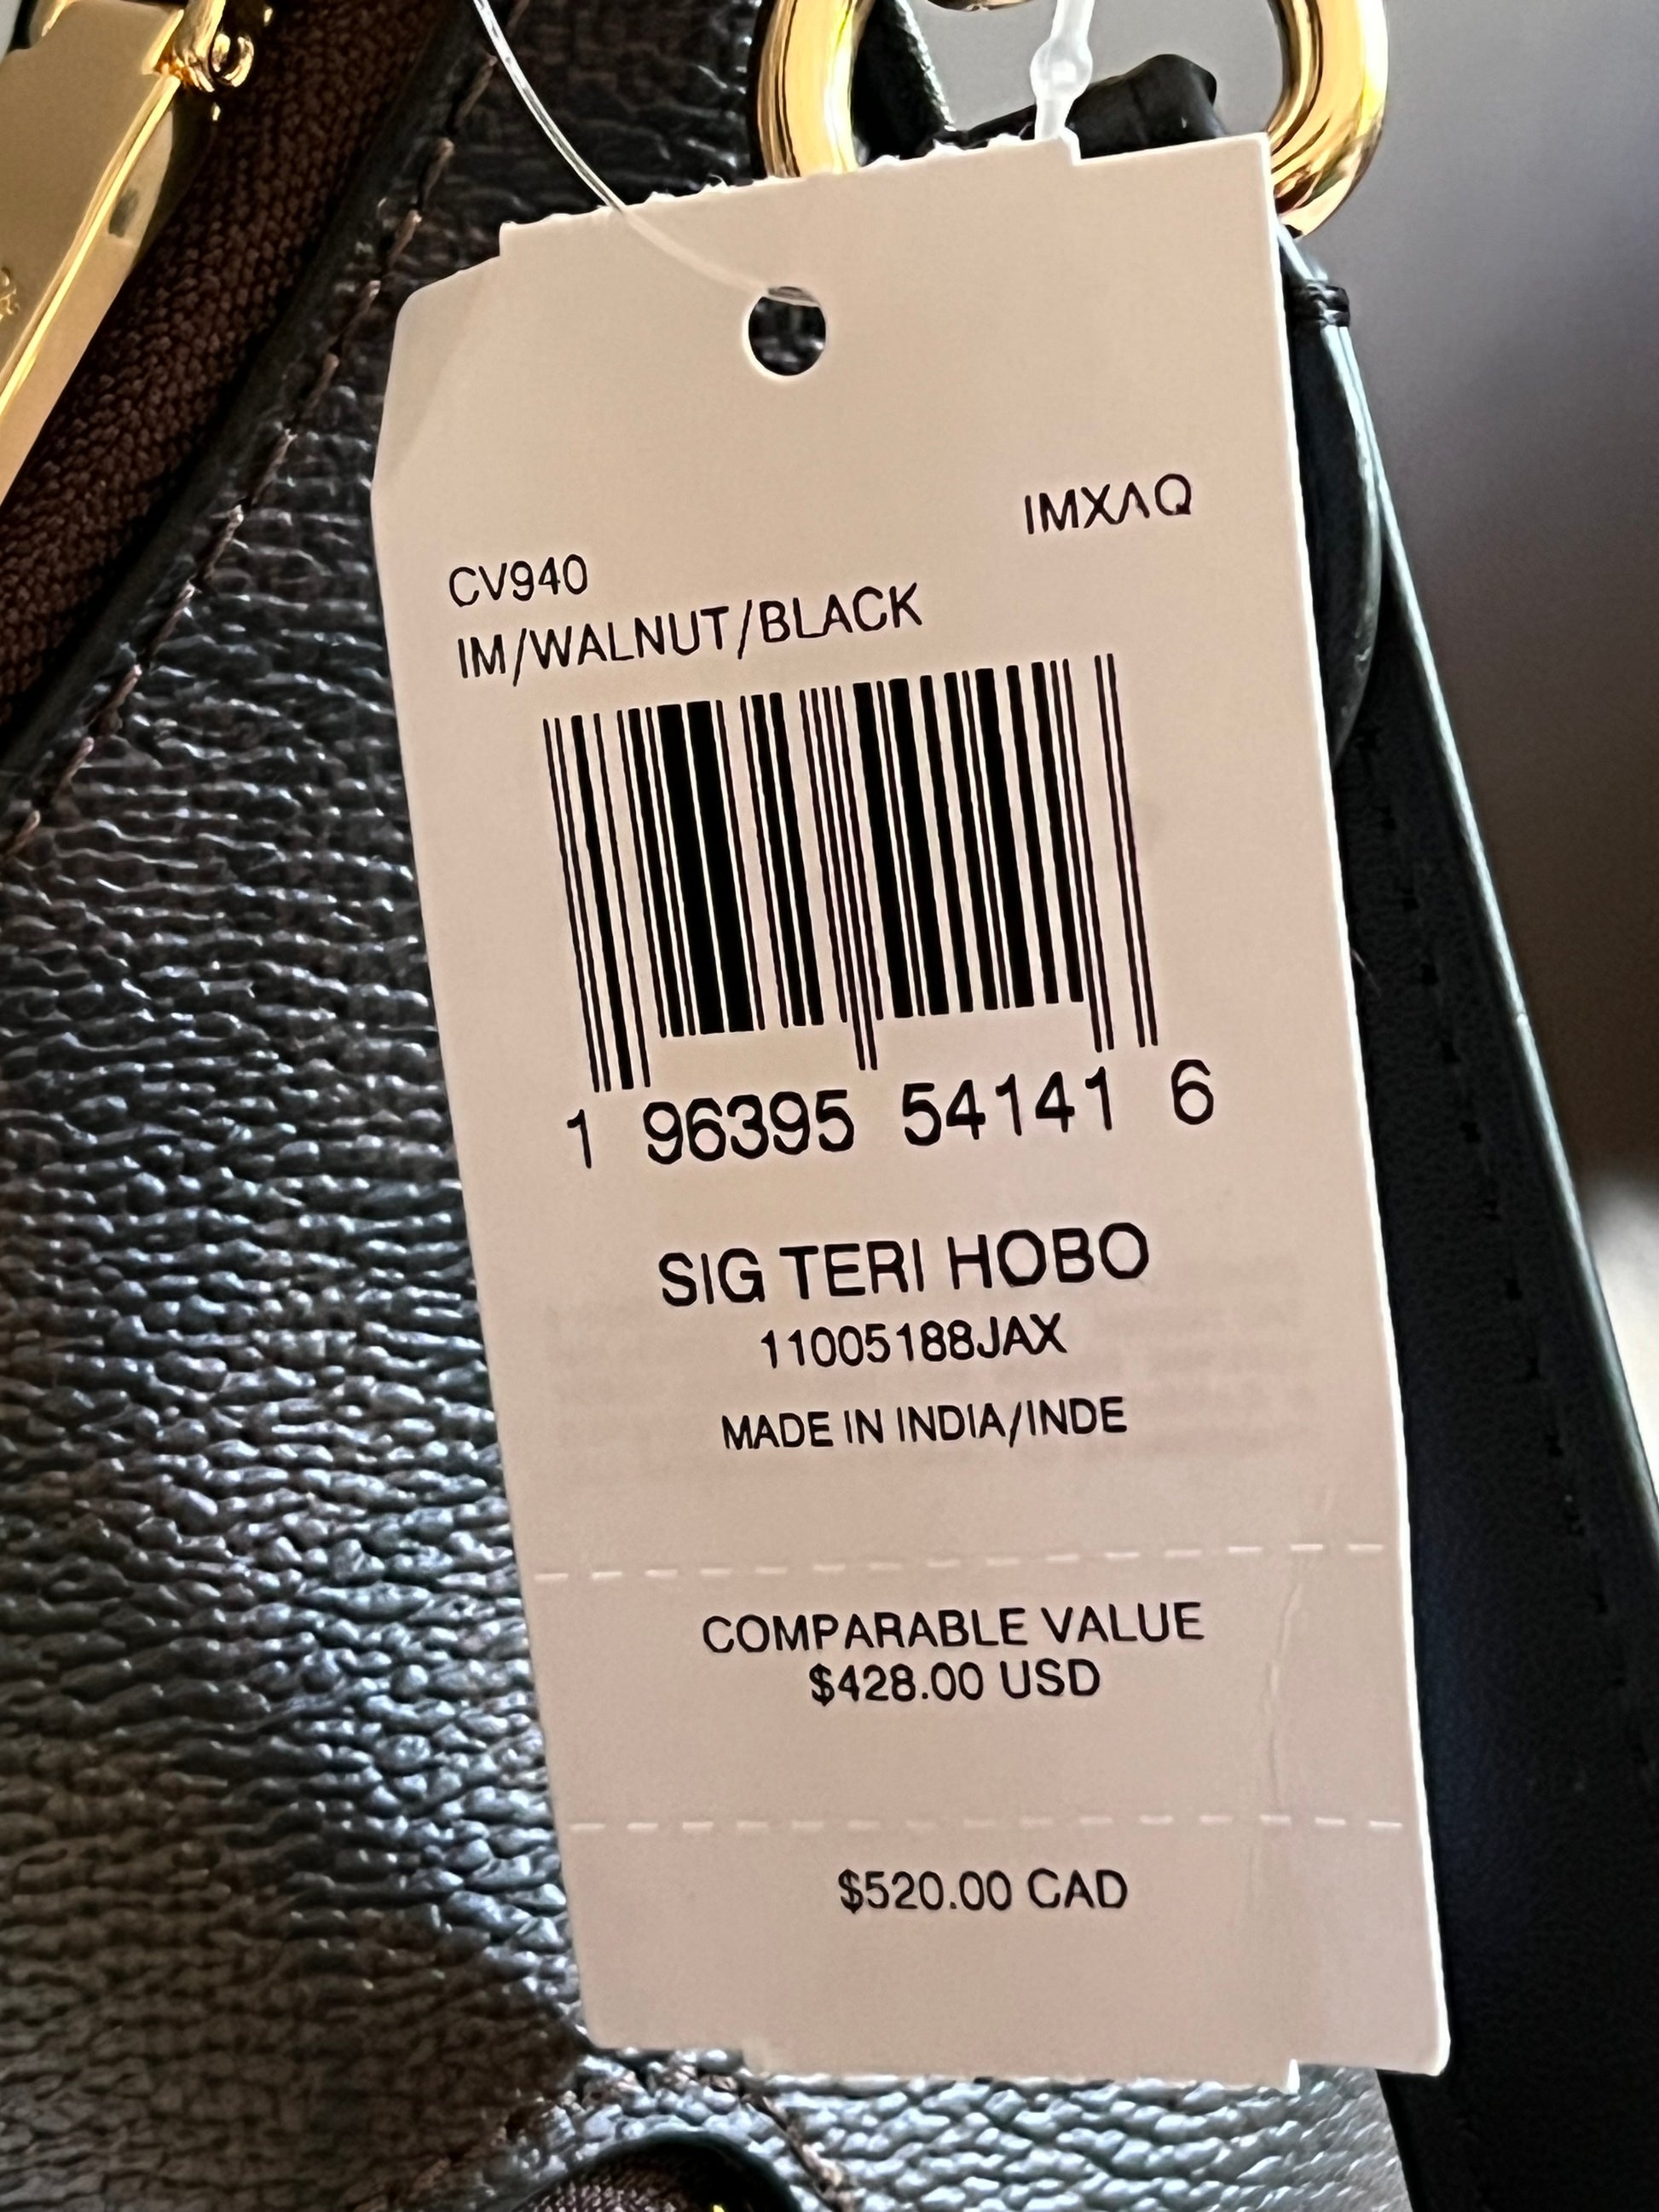 IMXΛQ
CV940
IM/WALNUT/BLACK
1 96395 54141 6
SIG TERI HOBO
11005188JAX
MADE IN INDIA/INDE
COMPARABLE VALUE
$428.00 USD
$520.00 CAD